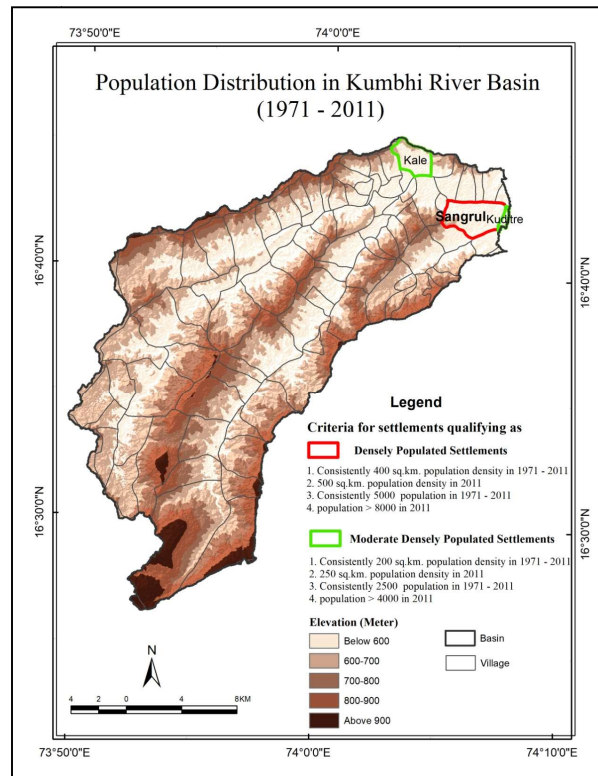 73°50'0"E 74°0'0"E
Population Distribution in Kumbhi River Basin
(1971 - 2011)
Kale
Sangrul
Kuditre
16°40'0"N 16°40'0"N
Legend
Criteria for settlements qualifying as
Densely Populated Settlements
1. Consistently 400 sq.km. population density in 1971 - 2011
2. 500 sq.km. population density in 2011
3. Consistently 5000 population in 1971 - 2011
4. population > 8000 in 2011
16°30'0"N 16°30'0"N
Moderate Densely Populated Settlements
1. Consistently 200 sq.km. population density in 1971 - 2011
2. 250 sq.km. population density in 2011
3. Consistently 2500 population in 1971 - 2011
4. population > 4000 in 2011
Elevation (Meter)
Below 600
600-700
700-800
800-900
Above 900
Basin
Village
N
4 2 0 4 8KM
73°50'0"E 74°0'0"E 74°10'0"E